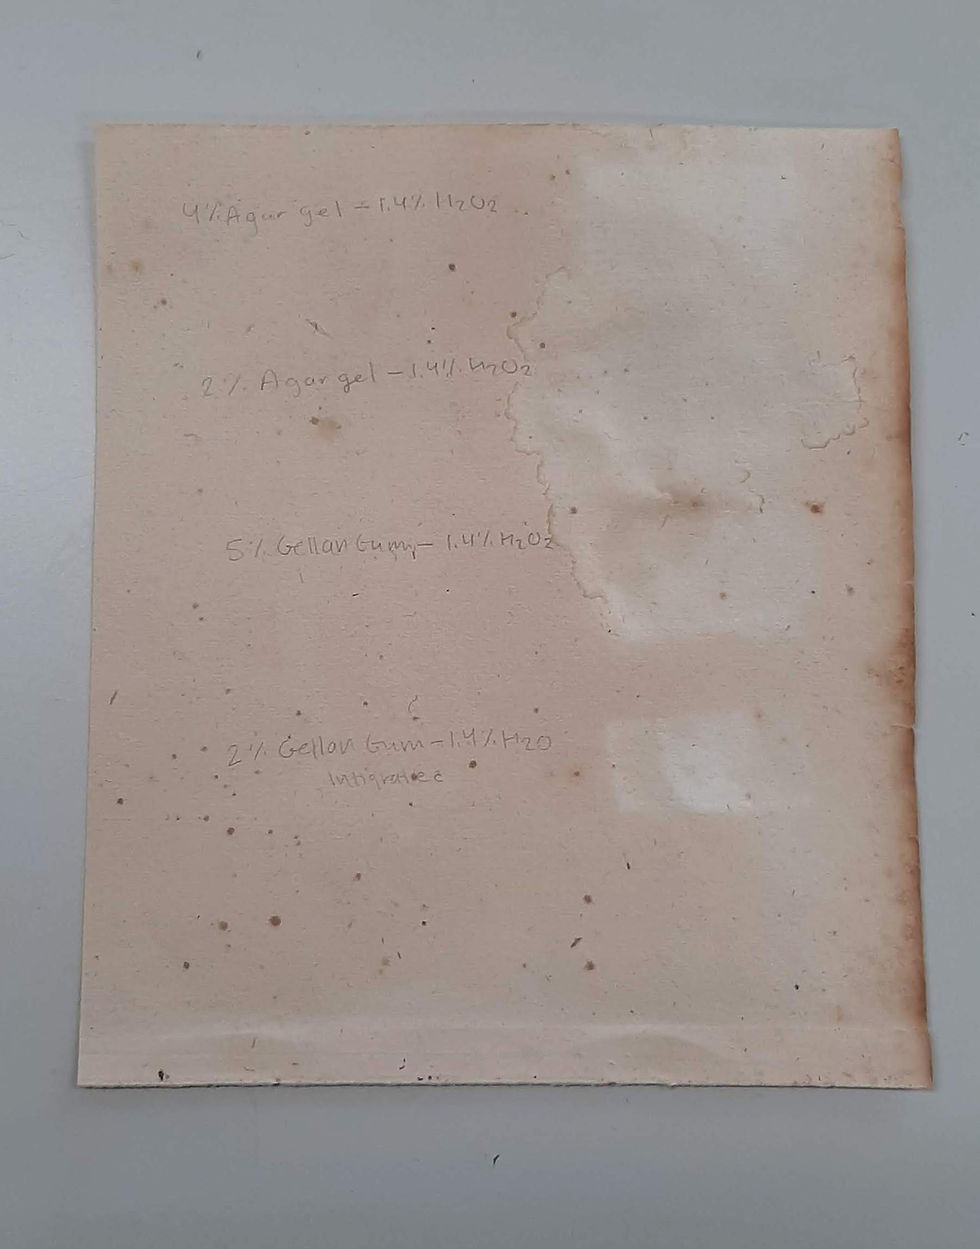 4% Agar gel - 1.4% H2O2
2% Agar gel - 1.4% H2O2
5% Gellan Gum - 1.4% H2O2
2% Gellan Gum - 1.4% H2O